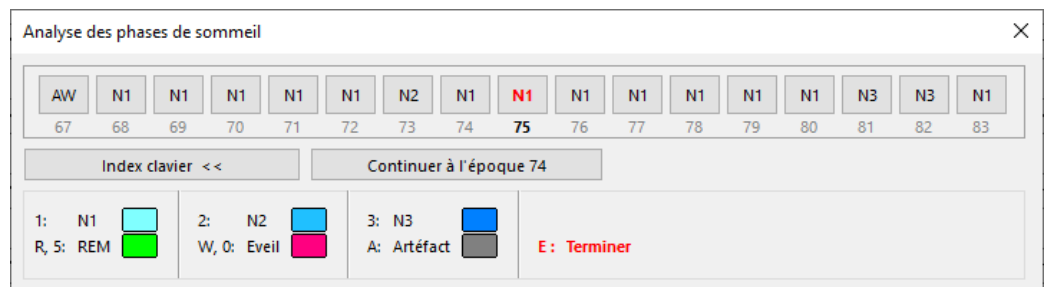 Analyse des phases de sommeil
AW N1 N1 N1 N1 N1 N2 N1 N1 N1 N1 N1 N1 N1 N3 N3 N1
67 68 69 70 71 72 73 74 75 76 77 78 79 80 81 82 83
Index clavier << Continuer à l'époque 74
1: N1 2: N2 3: N3
R, 5: REM W, 0: Eveil A: Artéfact E : Terminer